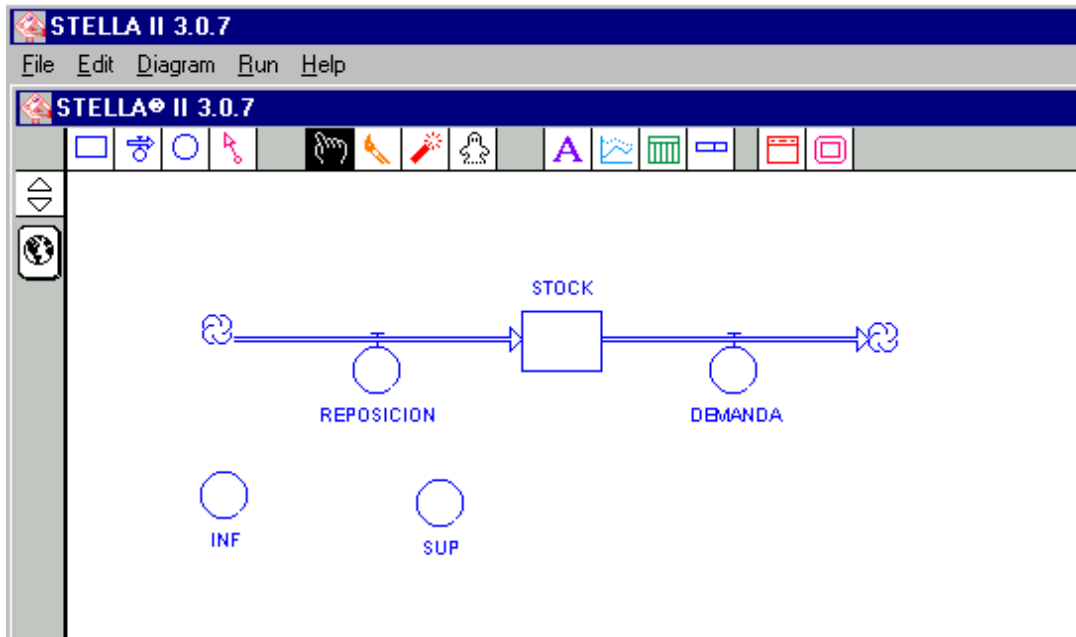 STELLA II 3.0.7
File Edit Diagram Run Help
STELLA® II 3.0.7
A
STOCK
REPOSICION DEMANDA
INF SUP